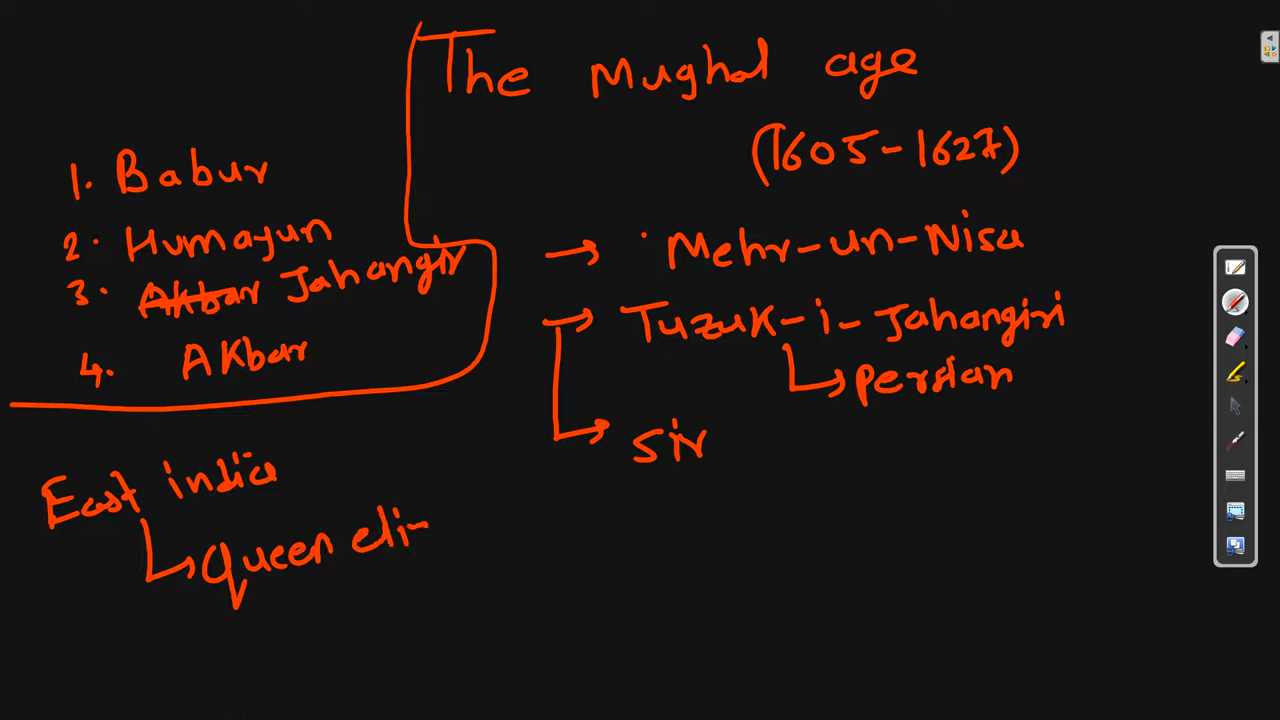 The Mughal age
(1605-1627)
1. Babur
2. Humayun
3. Akbar Jahangir
4. Akbar
→ Mehr-un-Nisa
→ Tuzuk-i-Jahangiri
→ persian
→ sir
East india
→ Queen eli-